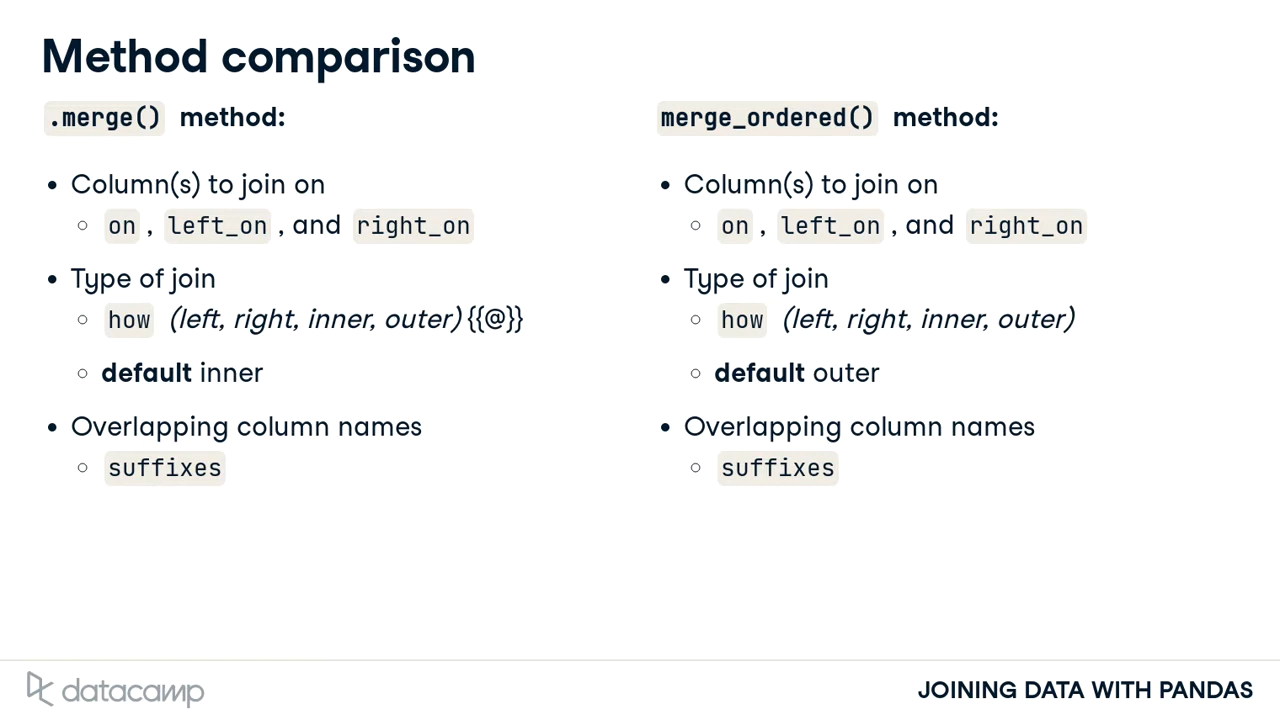 Method comparison
.merge() method:
• Column(s) to join on
○ on , left_on , and right_on
• Type of join
○ how (left, right, inner, outer) {{@}}
○ default inner
• Overlapping column names
○ suffixes
merge_ordered() method:
• Column(s) to join on
○ on , left_on , and right_on
• Type of join
○ how (left, right, inner, outer)
○ default outer
• Overlapping column names
○ suffixes
datacamp
JOINING DATA WITH PANDAS